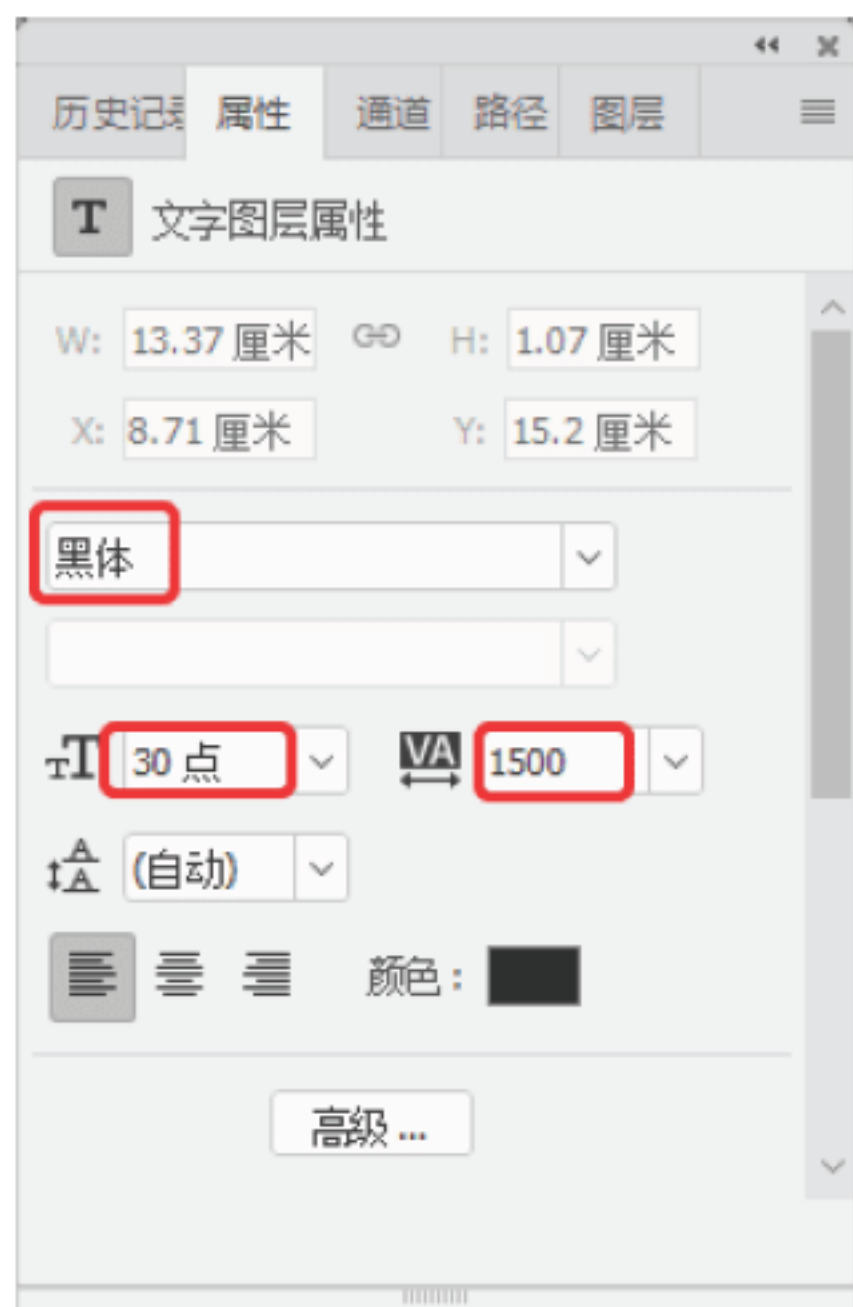 历史记录 属性 通道 路径 图层
T 文字图层属性
W: 13.37 厘米 H: 1.07 厘米
X: 8.71 厘米 Y: 15.2 厘米
黑体
TT 30 点 VA 1500
AA (自动)
颜色:
高级...